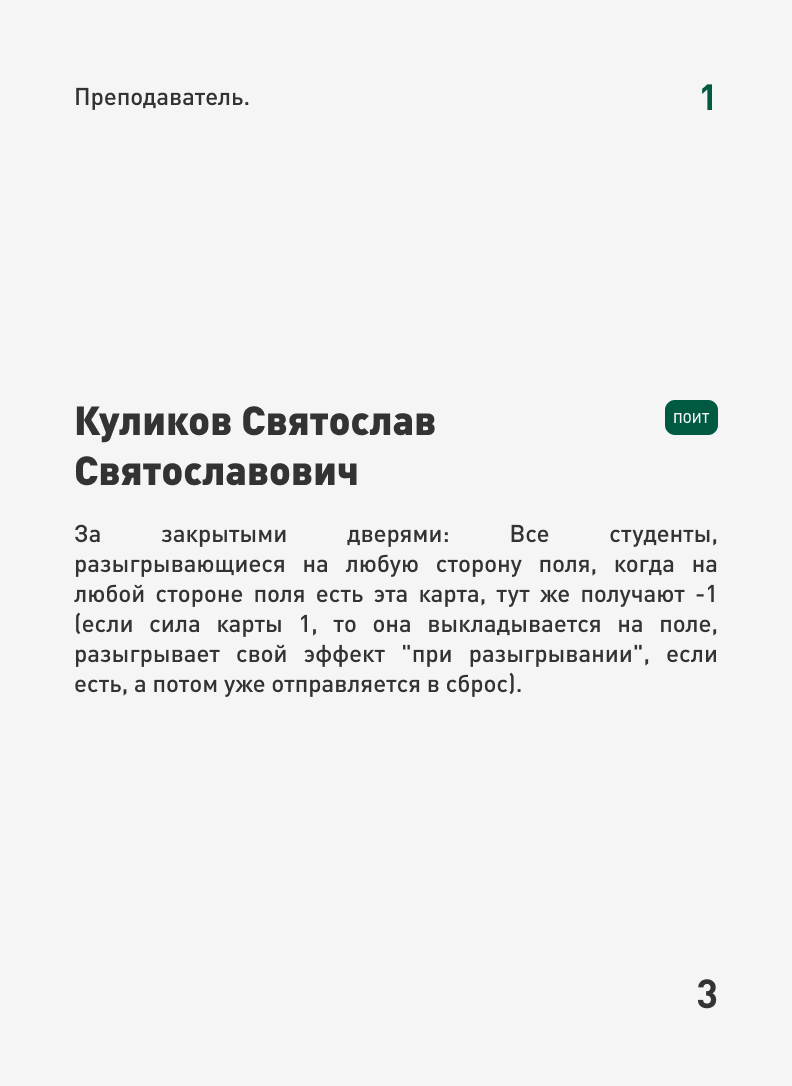 Преподаватель.
1
Куликов Святослав
Святославович
ПОИТ
За закрытыми дверями: Все студенты,
разыгрывающиеся на любую сторону поля, когда на
любой стороне поля есть эта карта, тут же получают -1
(если сила карты 1, то она выкладывается на поле,
разыгрывает свой эффект "при разыгрывании", если
есть, а потом уже отправляется в сброс).
3